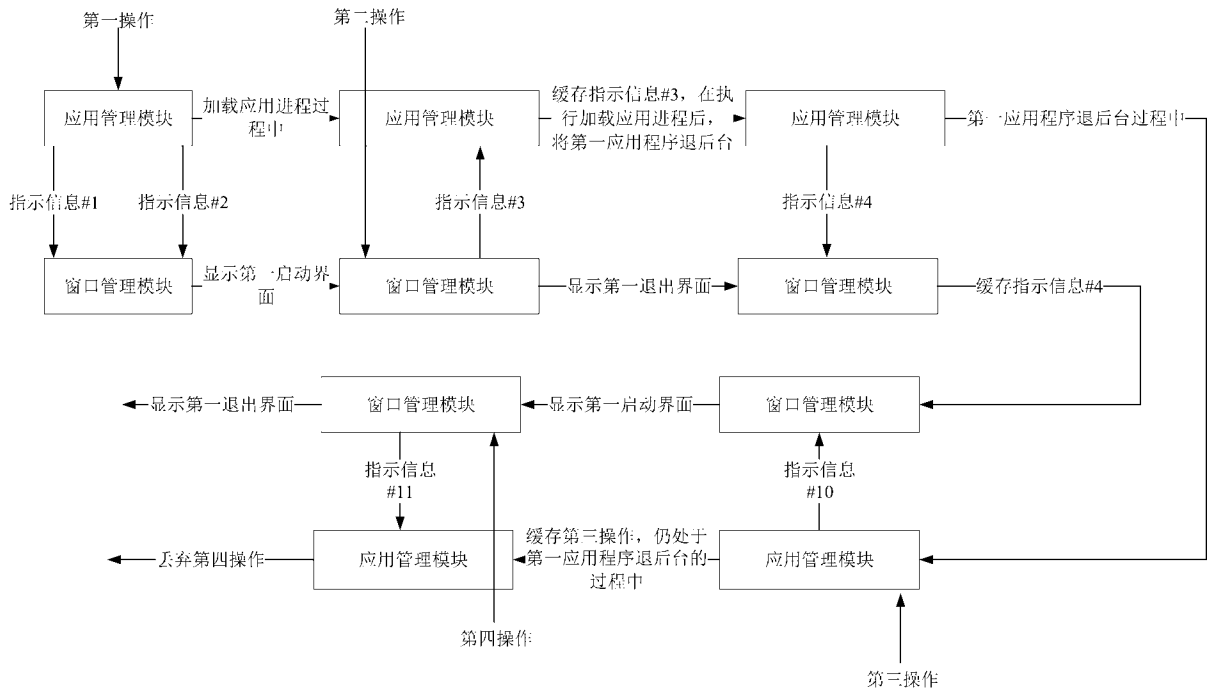 第一操作
第二操作
应用管理模块
加载应用进程过
程中
应用管理模块
缓存指示信息#3，在执
行加载应用进程后，
将第一应用程序退后台
应用管理模块
第一应用程序退后台过程中
指示信息#1
指示信息#2
指示信息#3
指示信息#4
窗口管理模块
显示第一启动界
面
窗口管理模块
显示第一退出界面
窗口管理模块
缓存指示信息#4
显示第一退出界面
窗口管理模块
显示第一启动界面
窗口管理模块
指示信息
#11
指示信息
#10
丢弃第四操作
应用管理模块
缓存第三操作，仍处于
第一应用程序退后台的
过程中
应用管理模块
第四操作
第三操作